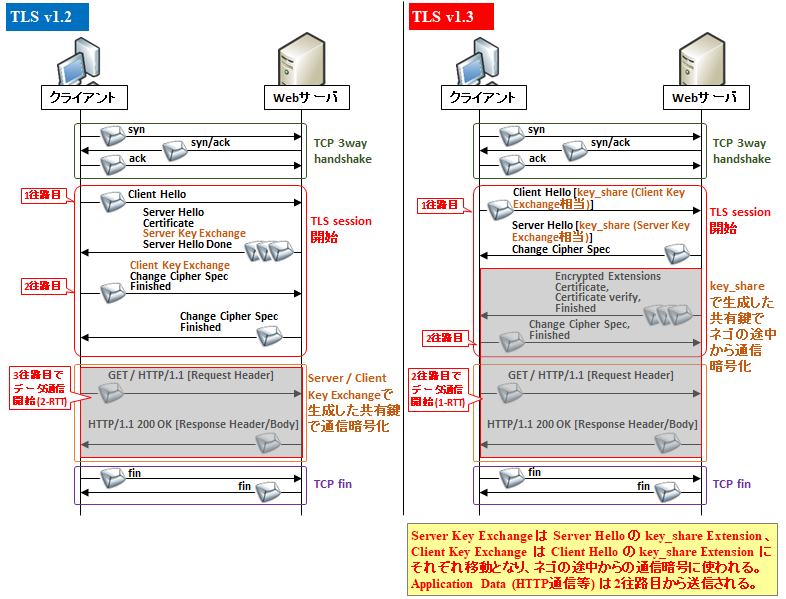 TLS v1.2
クライアント
Webサーバ
syn
syn/ack
ack
TCP 3way
handshake
1往路目
Client Hello
Server Hello
Certificate
Server Key Exchange
Server Hello Done
TLS session
開始
2往路目
Client Key Exchange
Change Cipher Spec
Finished
Change Cipher Spec
Finished
3往路目で
データ通信
開始(2-RTT)
GET / HTTP/1.1 [Request Header]
HTTP/1.1 200 OK [Response Header/Body]
Server / Client
Key Exchangeで
生成した共有鍵
で通信暗号化
fin
fin
TCP fin
TLS v1.3
クライアント
Webサーバ
syn
syn/ack
ack
TCP 3way
handshake
1往路目
Client Hello [key_share (Client Key
Exchange相当)]
Server Hello [key_share (Server Key
Exchange相当)]
Change Cipher Spec
TLS session
開始
Encrypted Extensions
Certificate,
Certificate verify,
Finished
2往路目
Change Cipher Spec,
Finished
key_share
で生成した
共有鍵で
ネゴの途中
から通信
暗号化
2往路目で
データ通信
開始(1-RTT)
GET / HTTP/1.1 [Request Header]
HTTP/1.1 200 OK [Response Header/Body]
fin
fin
TCP fin
Server Key Exchangeは Server Helloの key_share Extension、
Client Key Exchange は Client Hello の key_share Extension に
それぞれ移動となり、ネゴの途中からの通信暗号に使われる。
Application Data (HTTP通信等) は 2往路目から送信される。